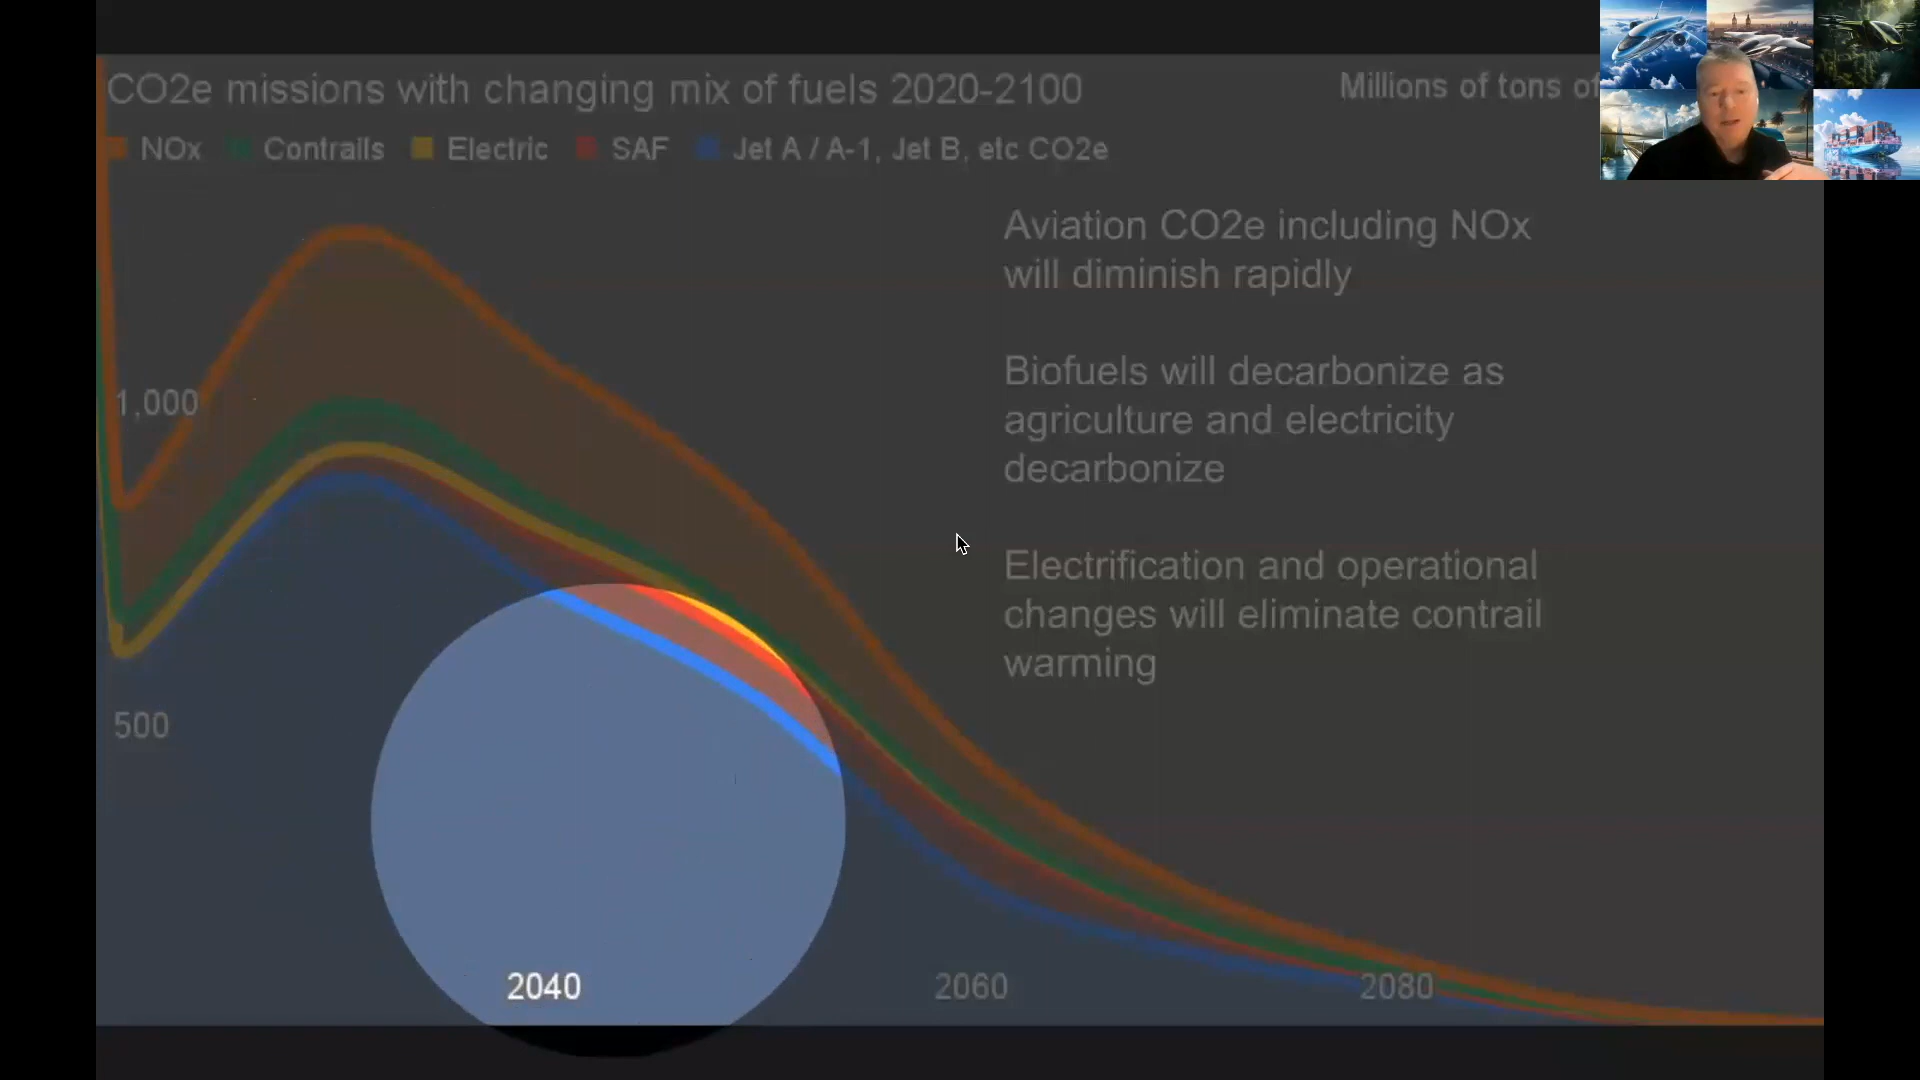 CO2e missions with changing mix of fuels 2020-2100
Millions of tons of
NOx Contrails Electric SAF Jet A / A-1, Jet B, etc CO2e
Aviation CO2e including NOx
will diminish rapidly
Biofuels will decarbonize as
agriculture and electricity
decarbonize
Electrification and operational
changes will eliminate contrail
warming
1,000
500
2040 2060 2080